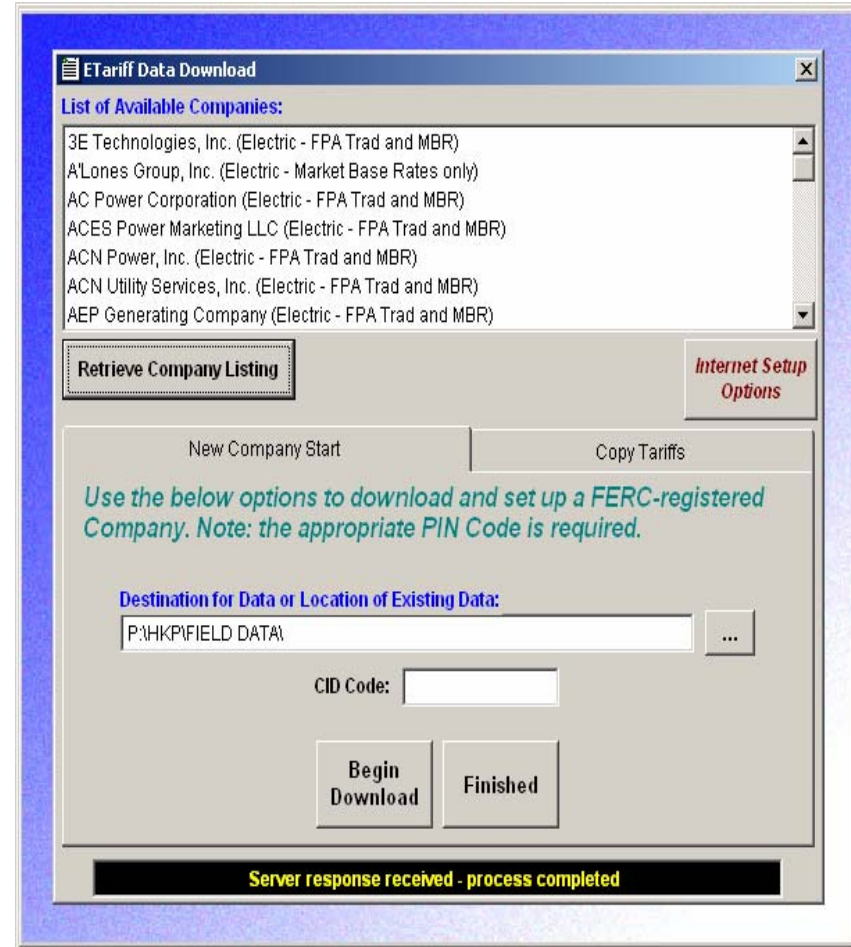 ETariff Data Download
List of Available Companies:
3E Technologies, Inc. (Electric - FPA Trad and MBR)
A'Lones Group, Inc. (Electric - Market Base Rates only)
AC Power Corporation (Electric - FPA Trad and MBR)
ACES Power Marketing LLC (Electric - FPA Trad and MBR)
ACN Power, Inc. (Electric - FPA Trad and MBR)
ACN Utility Services, Inc. (Electric - FPA Trad and MBR)
AEP Generating Company (Electric - FPA Trad and MBR)
Retrieve Company Listing
Internet Setup
Options
New Company Start
Copy Tariffs
Use the below options to download and set up a FERC-registered
Company. Note: the appropriate PIN Code is required.
Destination for Data or Location of Existing Data:
P:\HKP\FIELD DATA\
...
CID Code:
Begin
Download
Finished
Server response received - process completed